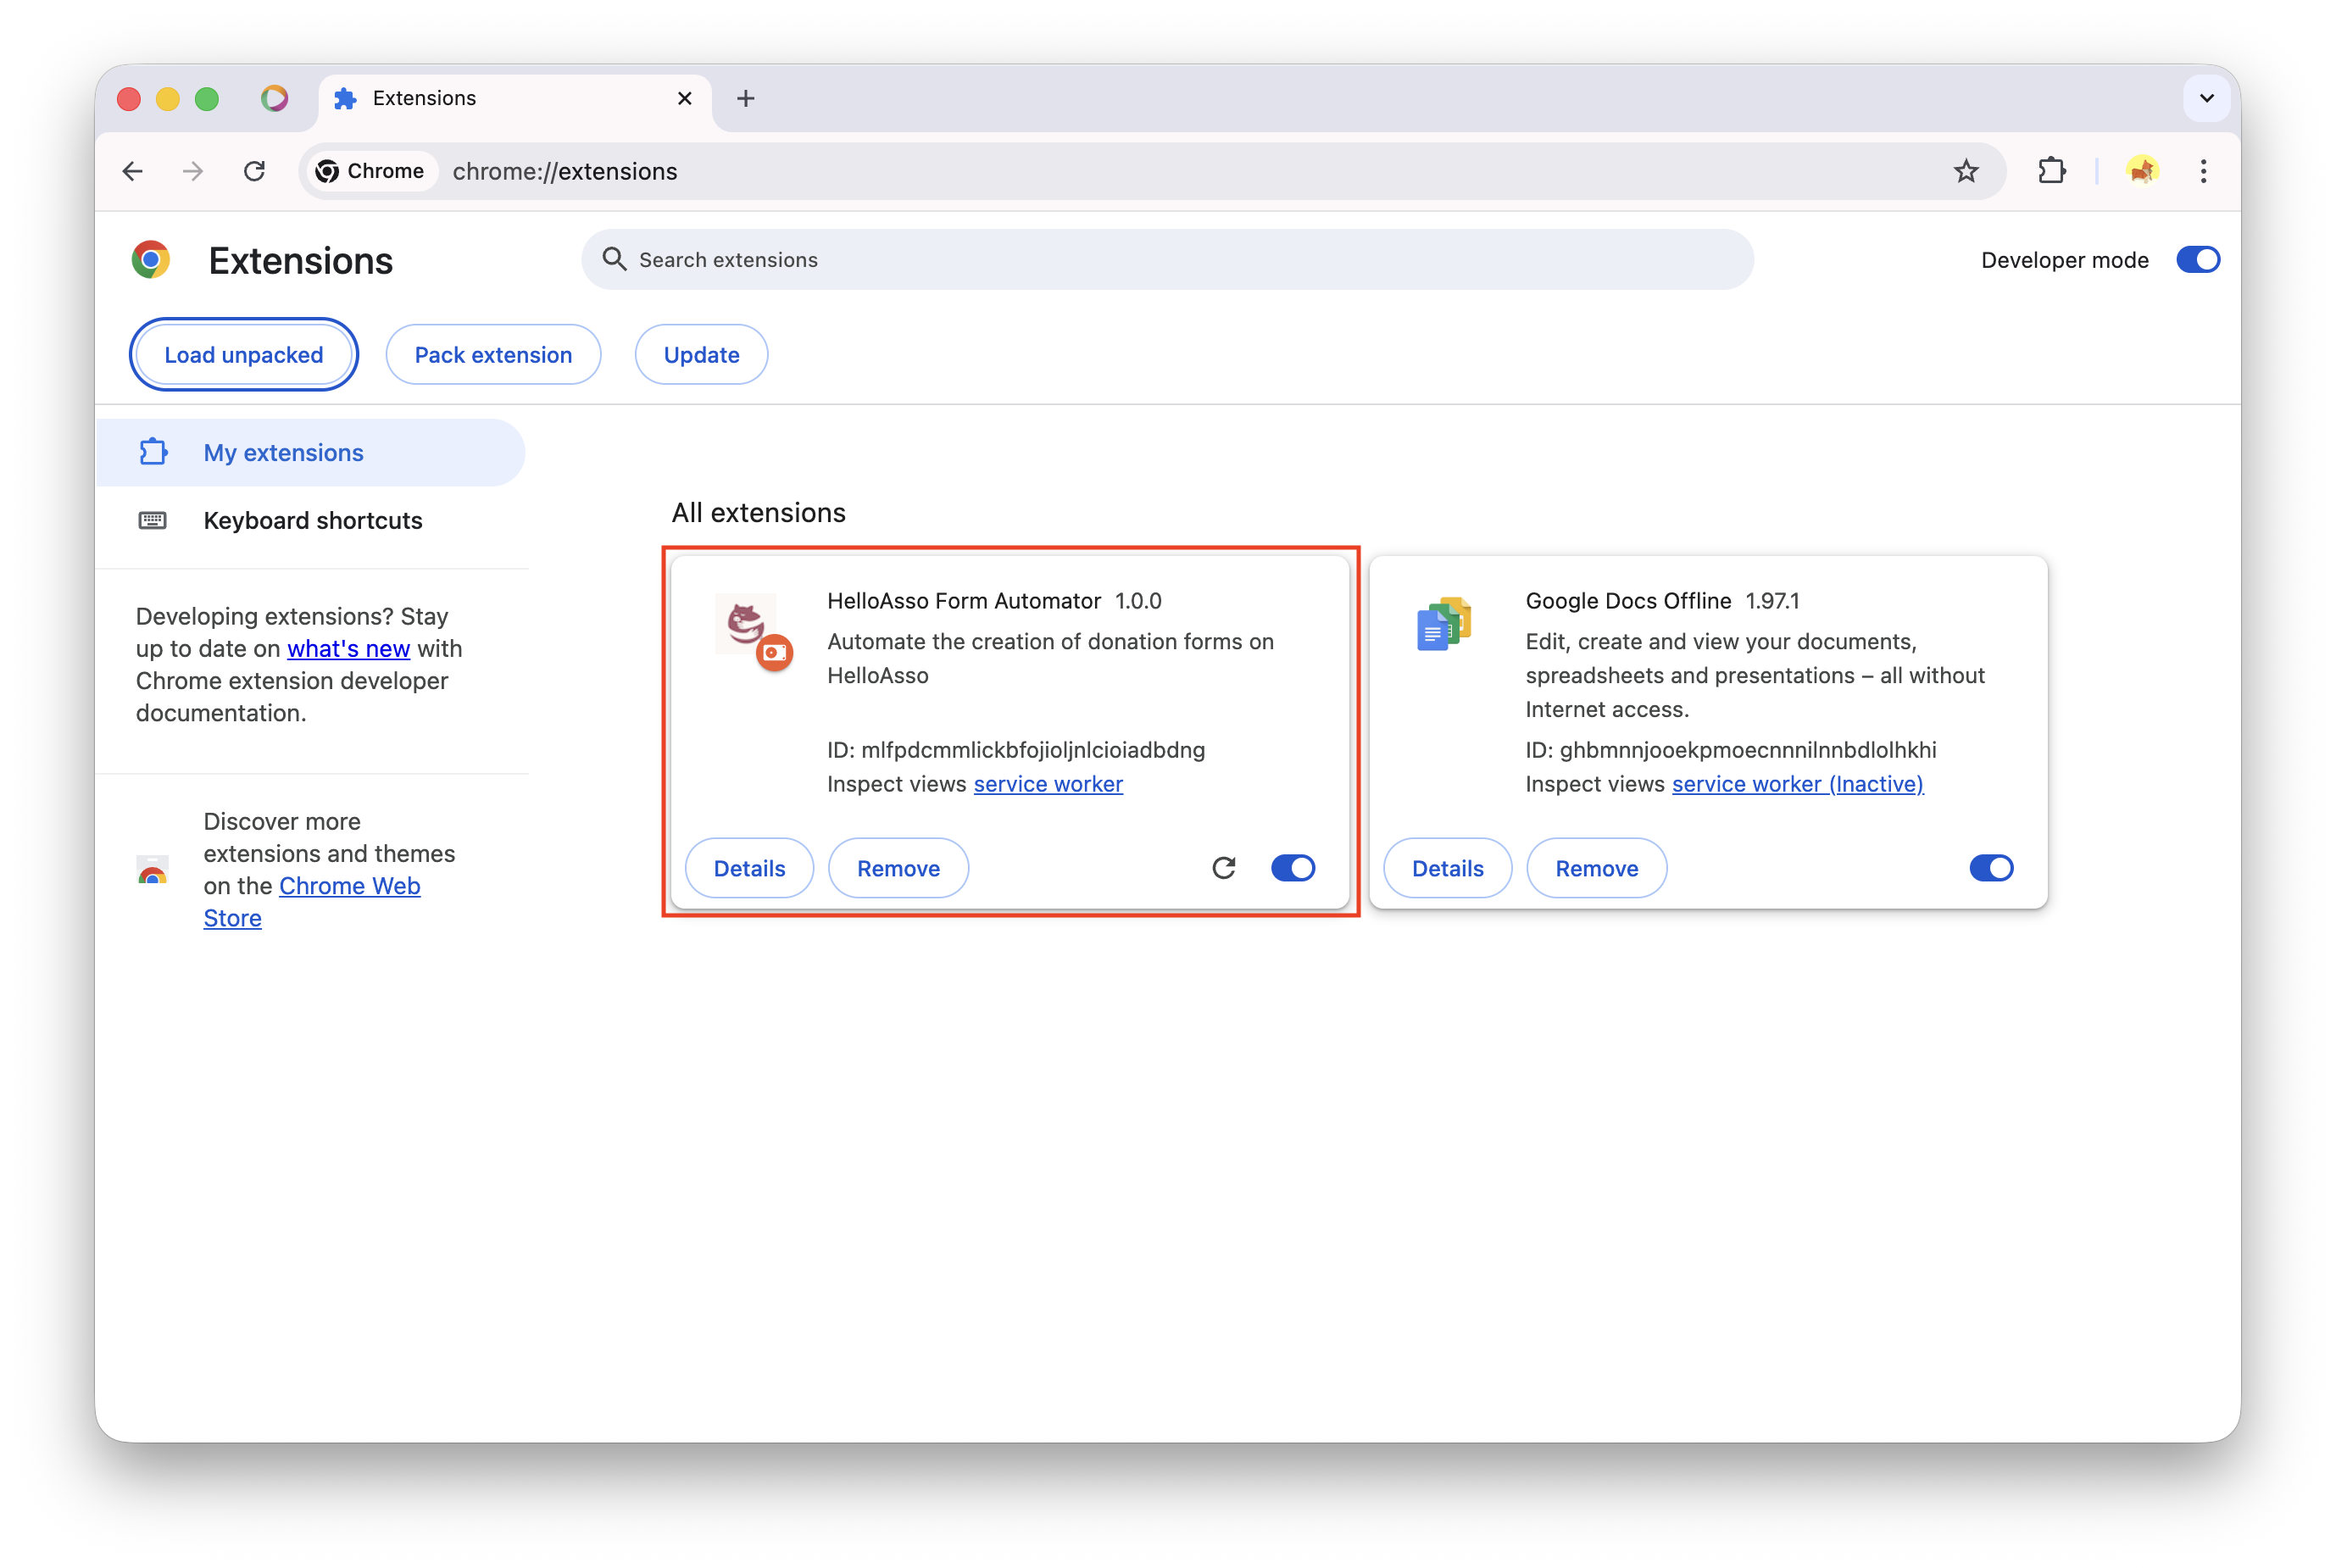 Extensions
Chrome
chrome://extensions
Extensions
Search extensions
Developer mode
Load unpacked
Pack extension
Update
My extensions
Keyboard shortcuts
Developing extensions? Stay
up to date on what's new with
Chrome extension developer
documentation.
Discover more
extensions and themes
on the Chrome Web
Store
All extensions
HelloAsso Form Automator 1.0.0
Automate the creation of donation forms on
HelloAsso
ID: mlfpdcmmlickbfojioljnlcioiadbdng
Inspect views service worker
Details
Remove
Google Docs Offline 1.97.1
Edit, create and view your documents,
spreadsheets and presentations – all without
Internet access.
ID: ghbmnnjooekpmoecnnnilnnbdlolhkhi
Inspect views service worker (Inactive)
Details
Remove